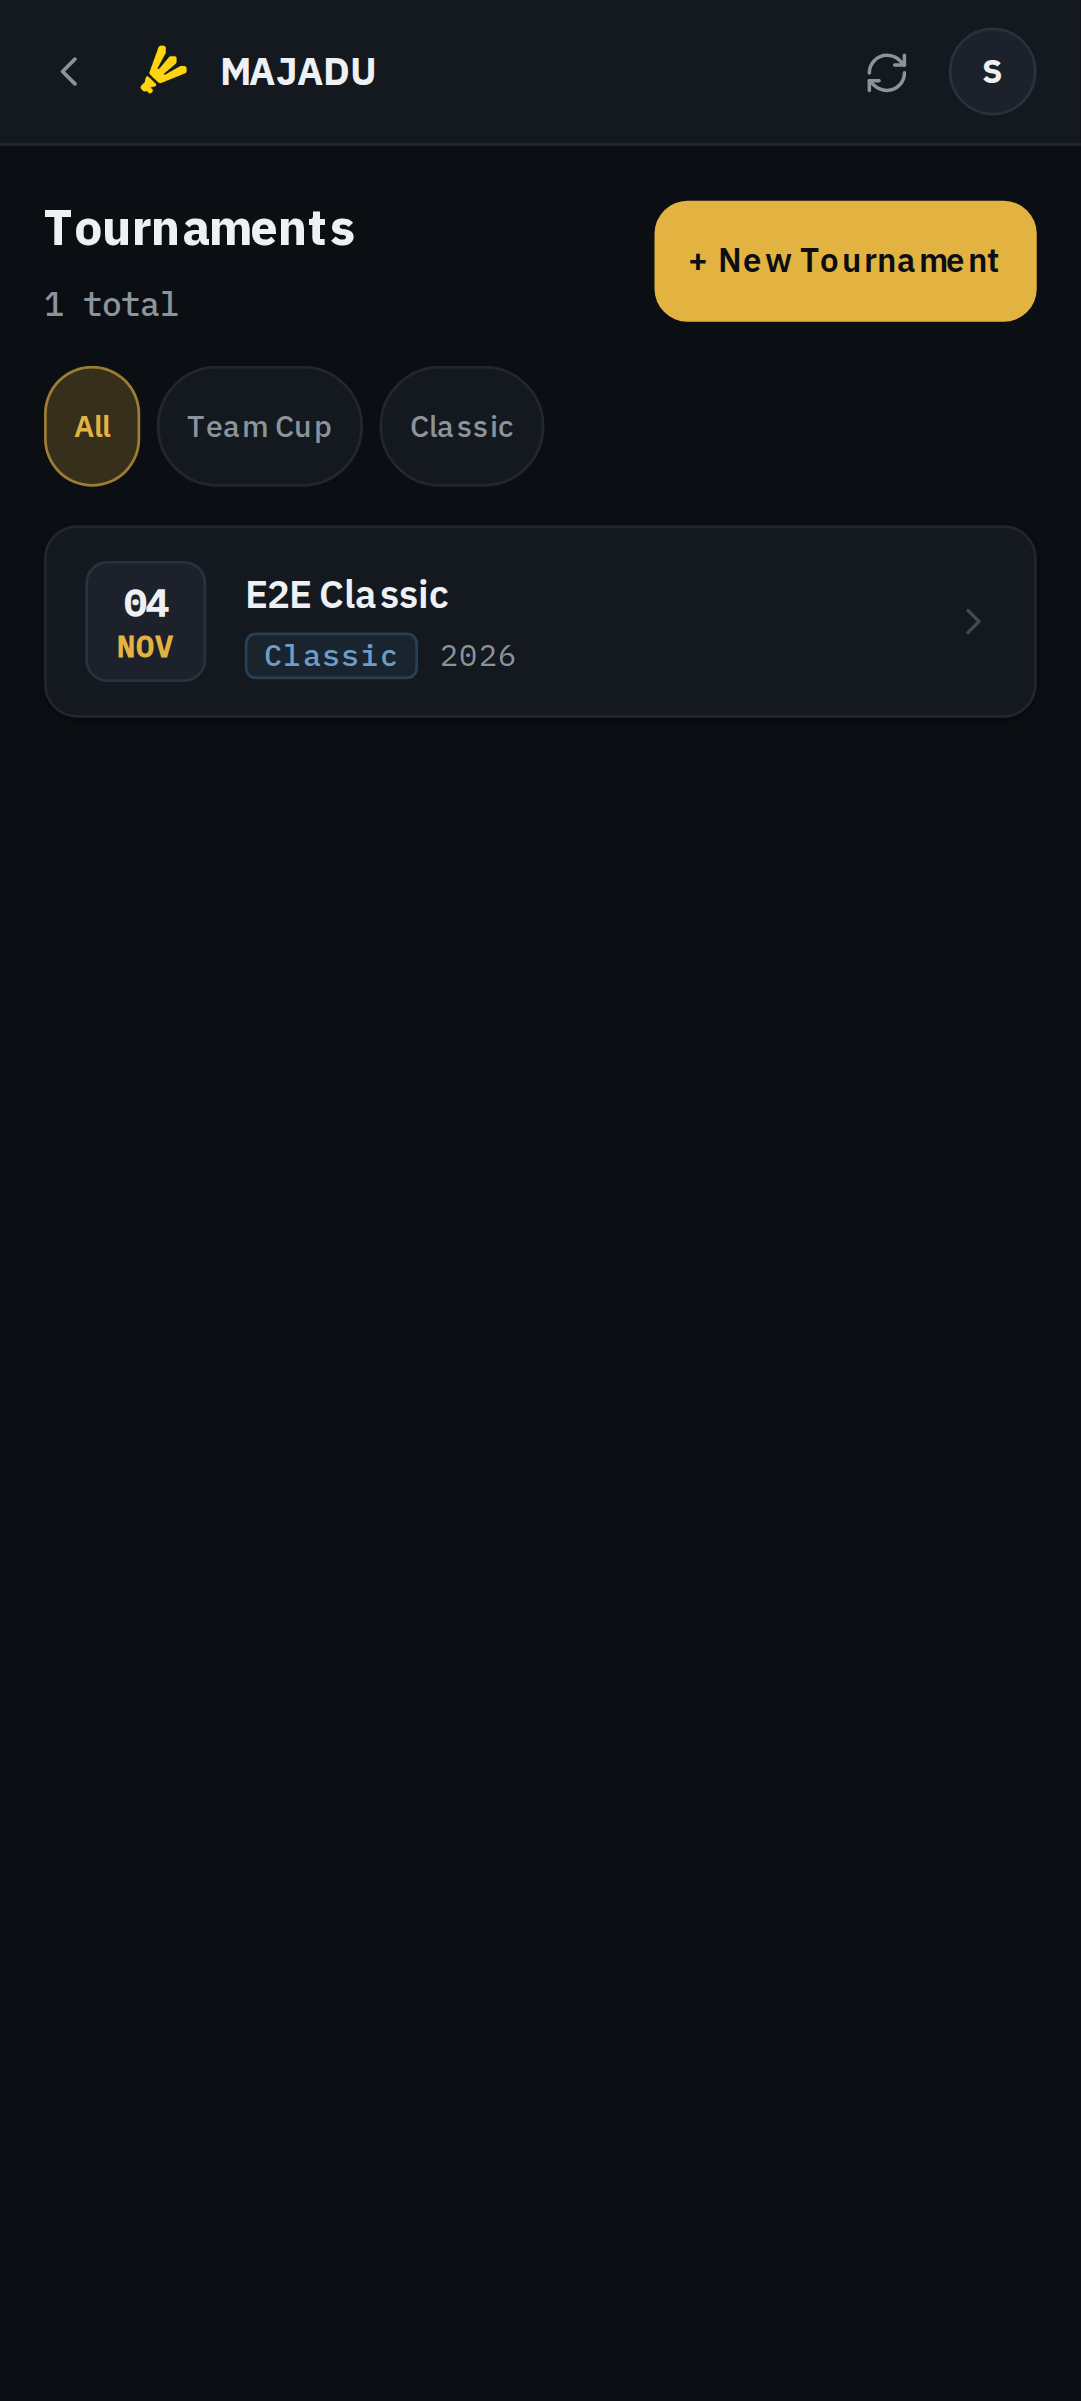 MAJADU
S
Tournaments
+ New Tournament
1 total
All
Team Cup
Classic
04
NOV
E2E Classic
Classic 2026